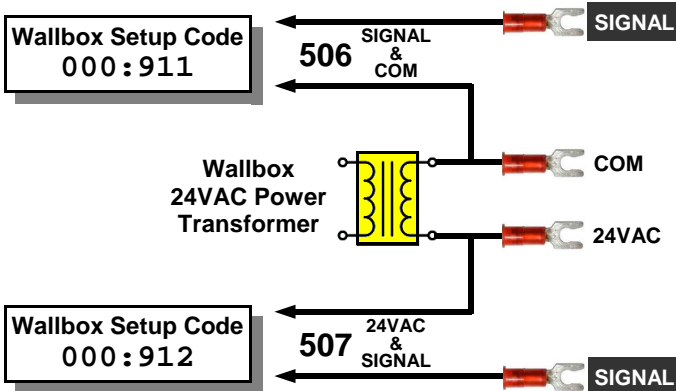 SIGNAL
Wallbox Setup Code
000:911
506
SIGNAL
&
COM
Wallbox
24VAC Power
Transformer
COM
24VAC
Wallbox Setup Code
000:912
507
24VAC
&
SIGNAL
SIGNAL